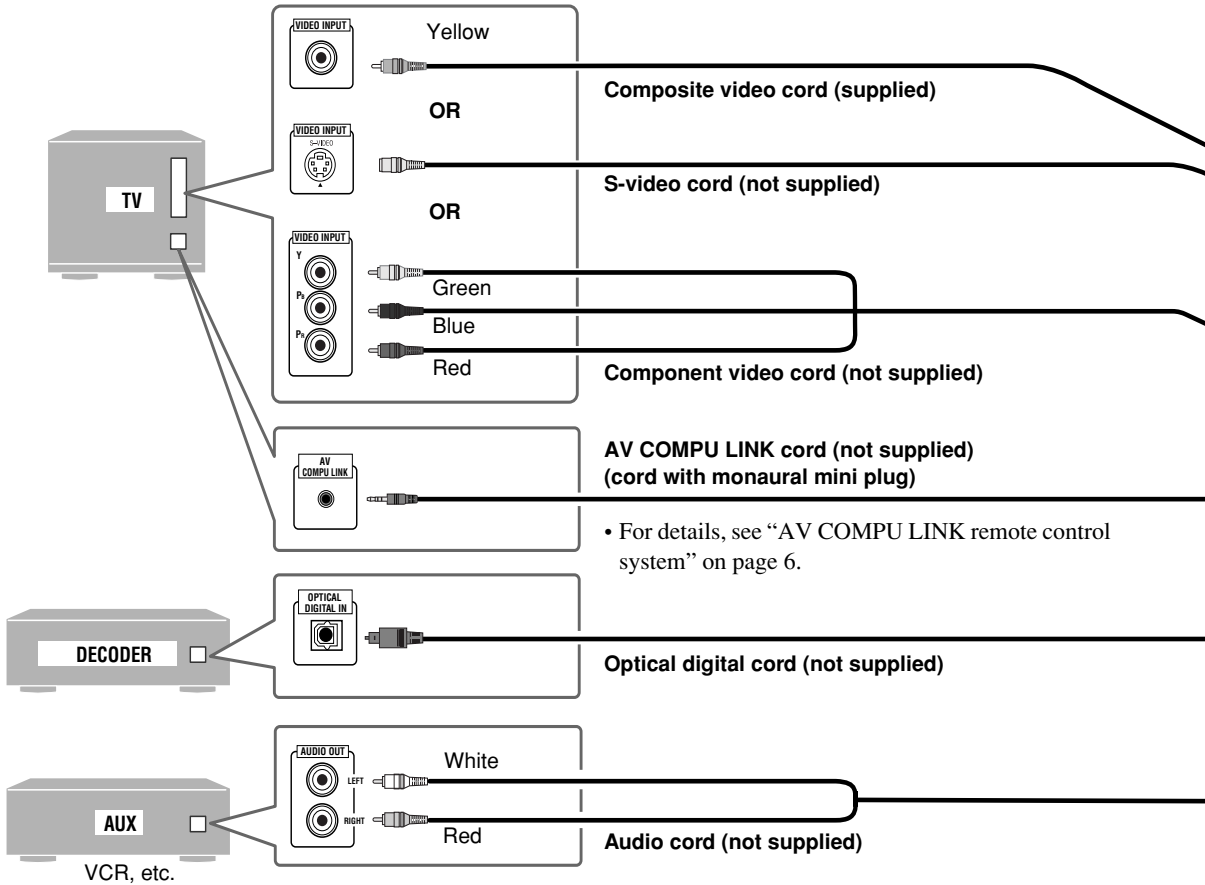 VIDEO INPUT
Yellow
Composite video cord (supplied)
OR
VIDEO INPUT
S-VIDEO
S-video cord (not supplied)
TV
OR
VIDEO INPUT
Y
Green
PB
Blue
PR
Red
Component video cord (not supplied)
AV
COMPU LINK
AV COMPU LINK cord (not supplied)
(cord with monaural mini plug)
• For details, see “AV COMPU LINK remote control
system” on page 6.
OPTICAL
DIGITAL IN
DECODER
Optical digital cord (not supplied)
AUDIO OUT
White
LEFT
RIGHT
Red
Audio cord (not supplied)
AUX
VCR, etc.